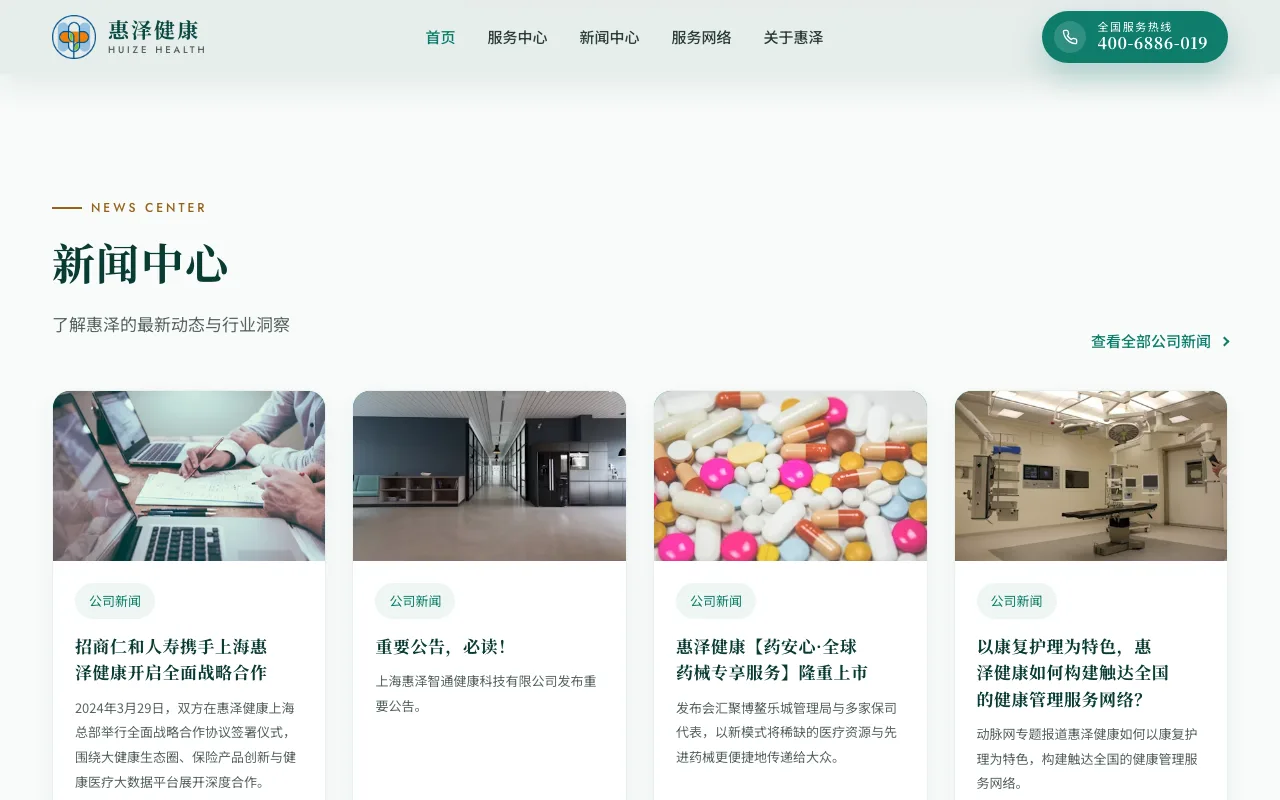 惠泽健康
HUIZE HEALTH
首页
服务中心
新闻中心
服务网络
关于惠泽
全国服务热线
400-6886-019
NEWS CENTER
新闻中心
了解惠泽的最新动态与行业洞察
查看全部公司新闻
公司新闻
招商仁和人寿携手上海惠
泽健康开启全面战略合作
2024年3月29日，双方在惠泽健康上海
总部举行全面战略合作协议签署仪式，
围绕大健康生态圈、保险产品创新与健
康医疗大数据平台展开深度合作。
公司新闻
重要公告，必读！
上海惠泽智通健康科技有限公司发布重
要公告。
公司新闻
惠泽健康【药安心·全球
药械专享服务】隆重上市
发布会汇聚博鳌乐城管理局与多家保司
代表，以新模式将稀缺的医疗资源与先
进药械更便捷地传递给大众。
公司新闻
以康复护理为特色，惠
泽健康如何构建触达全国
的健康管理服务网络？
动脉网专题报道惠泽健康如何以康复护
理为特色，构建触达全国的健康管理服
务网络。